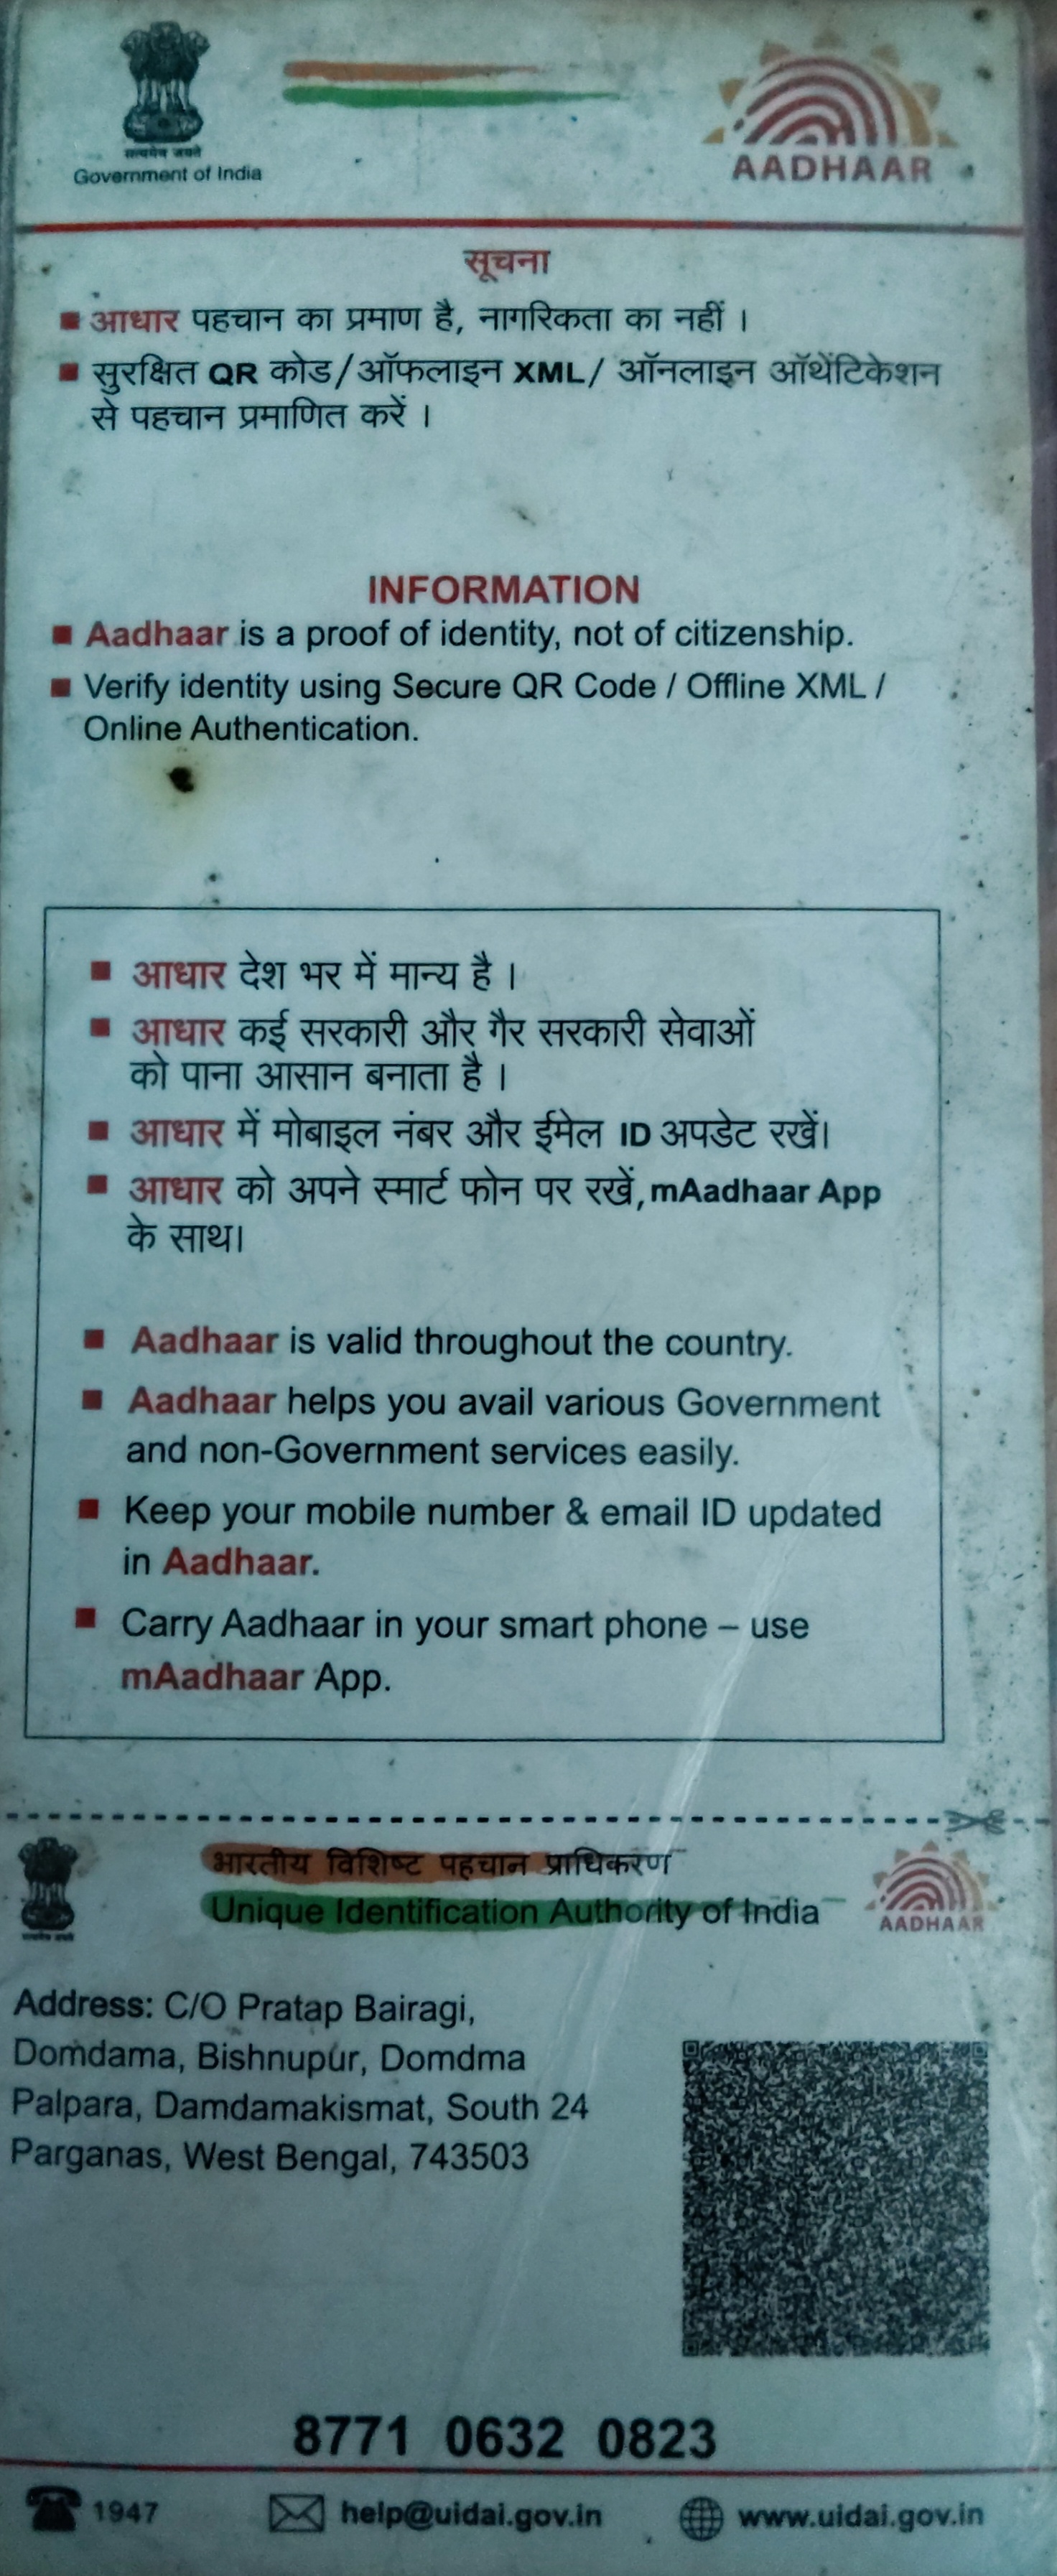 सत्यमेव जयते
Government of India
AADHAAR
सूचना
आधार पहचान का प्रमाण है, नागरिकता का नहीं ।
सुरक्षित QR कोड/ऑफलाइन XML/ ऑनलाइन ऑथेंटिकेशन
से पहचान प्रमाणित करें ।
INFORMATION
Aadhaar is a proof of identity, not of citizenship.
Verify identity using Secure QR Code / Offline XML /
Online Authentication.
आधार देश भर में मान्य है ।
आधार कई सरकारी और गैर सरकारी सेवाओं
को पाना आसान बनाता है ।
आधार में मोबाइल नंबर और ईमेल ID अपडेट रखें।
आधार को अपने स्मार्ट फोन पर रखें, mAadhaar App
के साथ।
Aadhaar is valid throughout the country.
Aadhaar helps you avail various Government
and non-Government services easily.
Keep your mobile number & email ID updated
in Aadhaar.
Carry Aadhaar in your smart phone – use
mAadhaar App.
भारतीय विशिष्ट पहचान प्राधिकरण
Unique Identification Authority of India
सत्यमेव जयते
AADHAAR
Address: C/O Pratap Bairagi,
Domdama, Bishnupur, Domdma
Palpara, Damdamakismat, South 24
Parganas, West Bengal, 743503
8771 0632 0823
1947
help@uidai.gov.in
www.uidai.gov.in